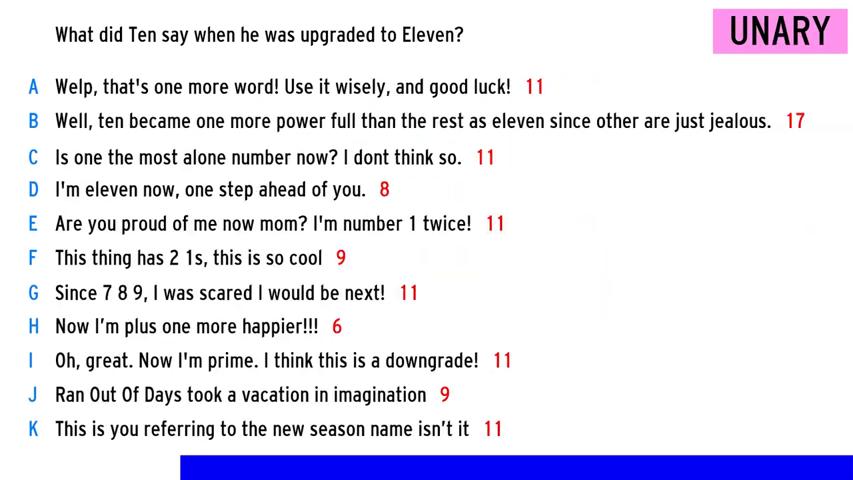 UNARY
What did Ten say when he was upgraded to Eleven?
A Welp, that's one more word! Use it wisely, and good luck! 11
B Well, ten became one more power full than the rest as eleven since other are just jealous. 17
C Is one the most alone number now? I dont think so. 11
D I'm eleven now, one step ahead of you. 8
E Are you proud of me now mom? I'm number 1 twice! 11
F This thing has 2 1s, this is so cool 9
G Since 7 8 9, I was scared I would be next! 11
H Now I’m plus one more happier!!! 6
I Oh, great. Now I'm prime. I think this is a downgrade! 11
J Ran Out Of Days took a vacation in imagination 9
K This is you referring to the new season name isn’t it 11